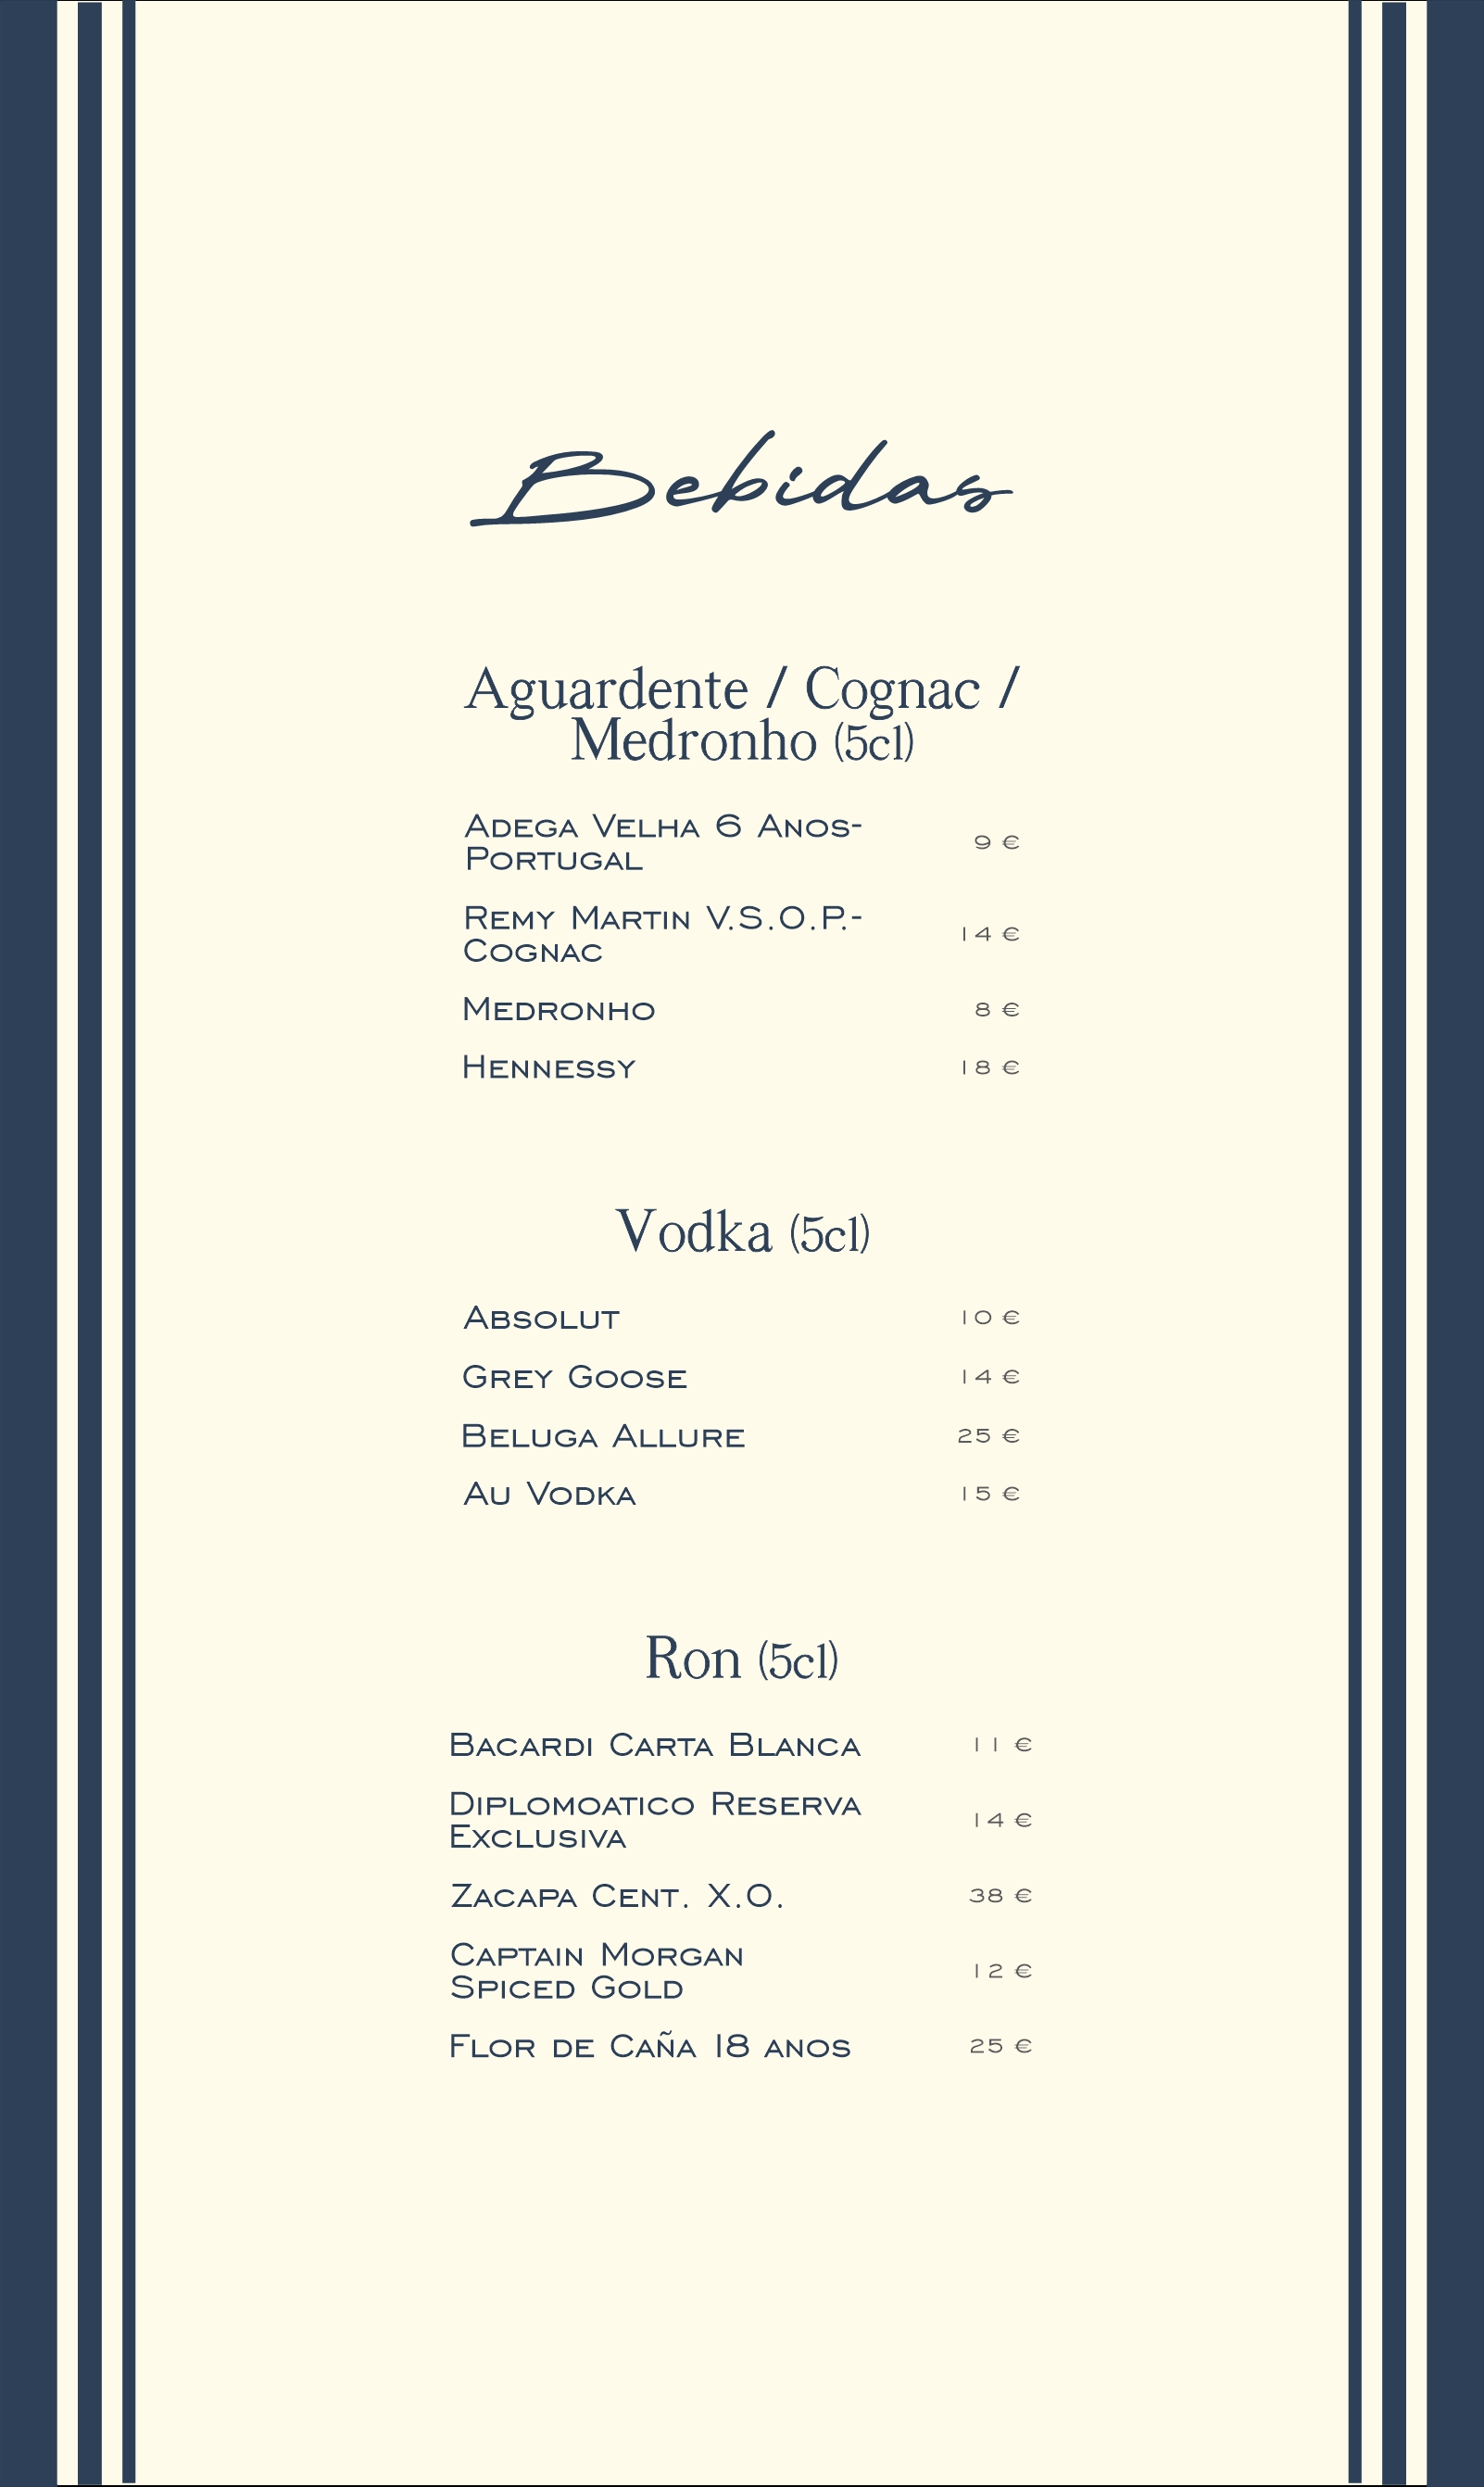 Bebidas
Aguardente / Cognac /
Medronho (5cl)
Adega Velha 6 Anos-
Portugal
9 €
Remy Martin V.S.O.P.-
Cognac
14 €
Medronho 8 €
Hennessy 18 €
Vodka (5cl)
Absolut 10 €
Grey Goose 14 €
Beluga Allure 25 €
Au Vodka 15 €
Ron (5cl)
Bacardi Carta Blanca 11 €
Diplomoatico Reserva
Exclusiva
14 €
Zacapa Cent. X.O. 38 €
Captain Morgan
Spiced Gold
12 €
Flor de Caña 18 anos 25 €